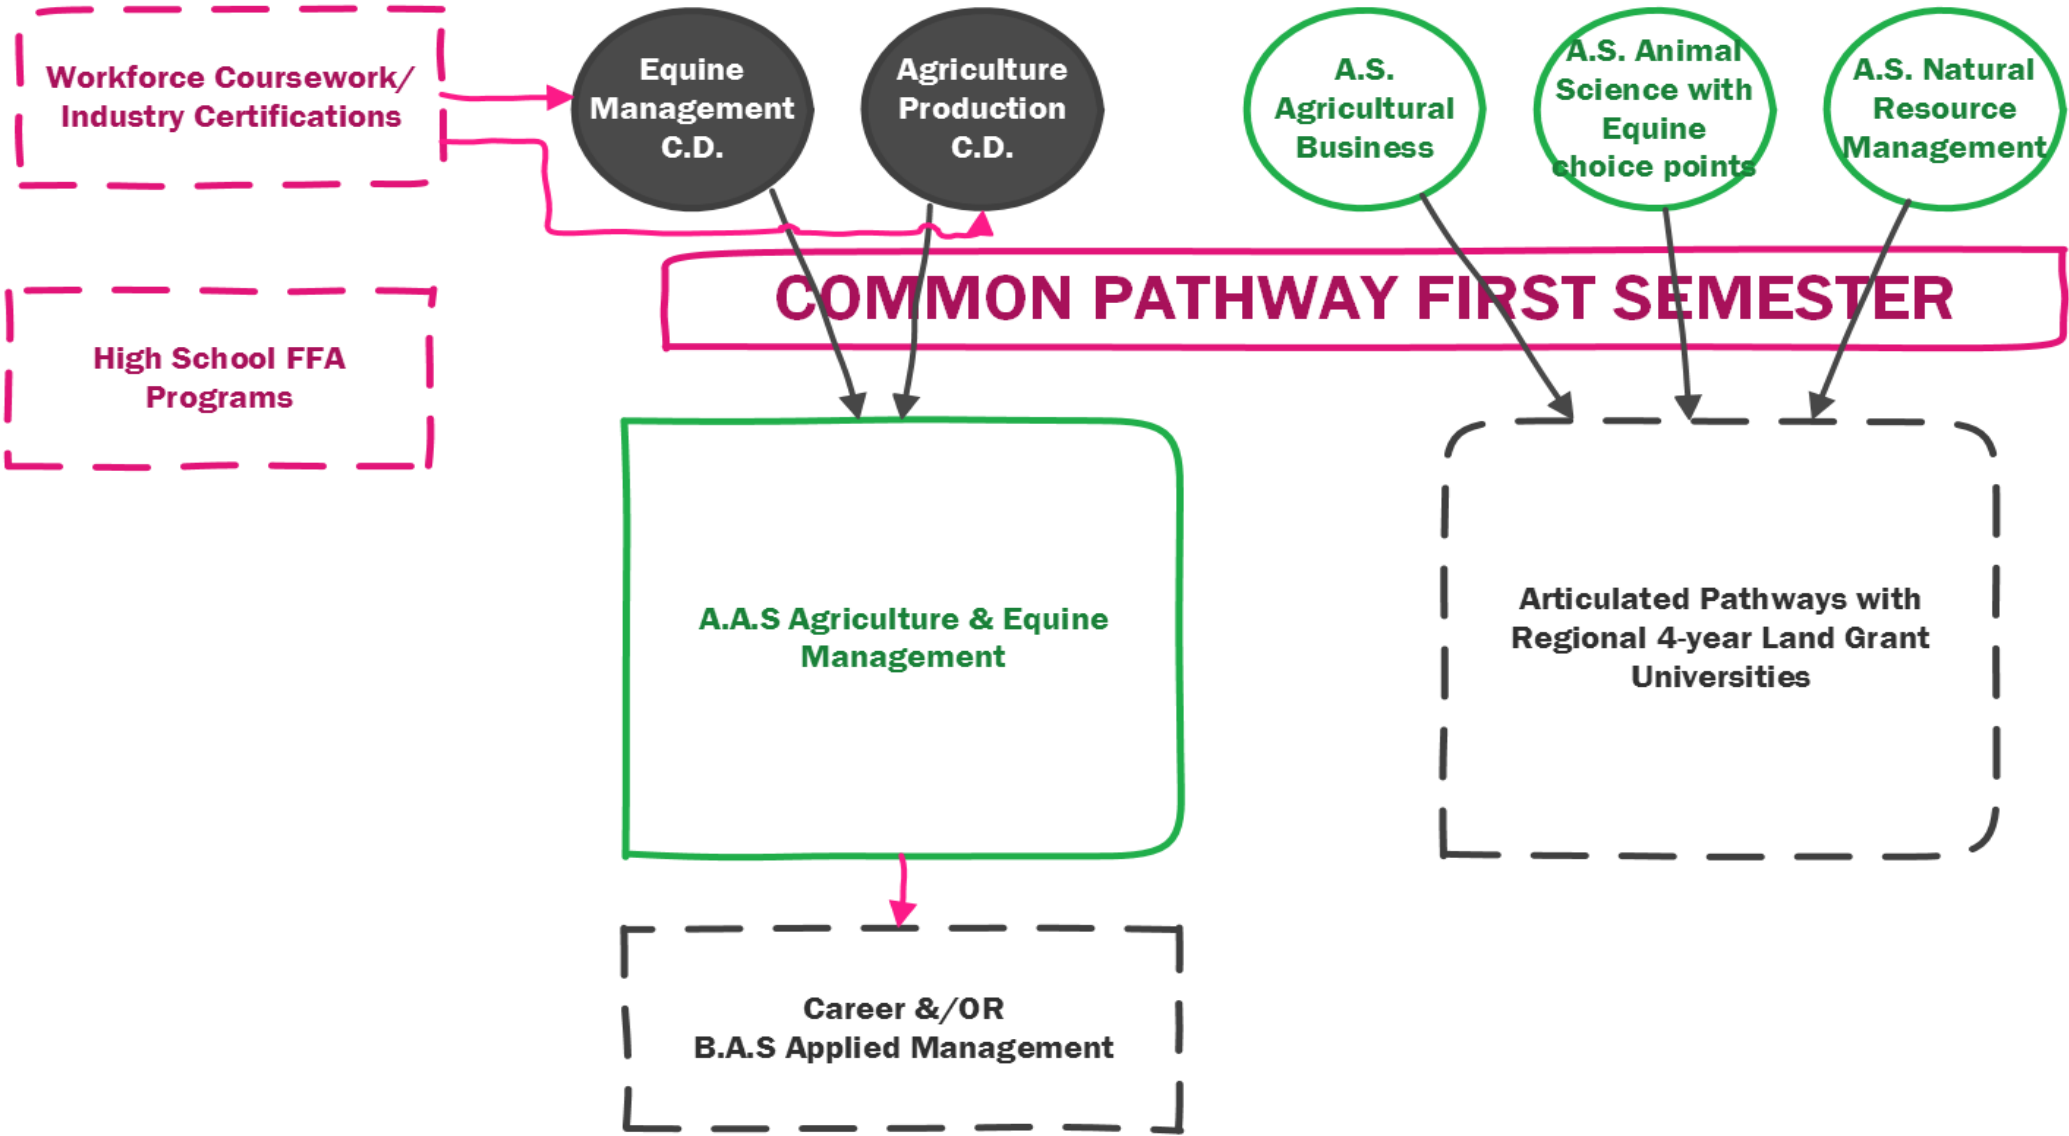 Workforce Coursework/
Industry Certifications
Equine
Management
C.D.
Agriculture
Production
C.D.
A.S.
Agricultural
Business
A.S. Animal
Science with
Equine
choice points
A.S. Natural
Resource
Management
COMMON PATHWAY FIRST SEMESTER
High School FFA
Programs
A.A.S Agriculture & Equine
Management
Articulated Pathways with
Regional 4-year Land Grant
Universities
Career &/OR
B.A.S Applied Management